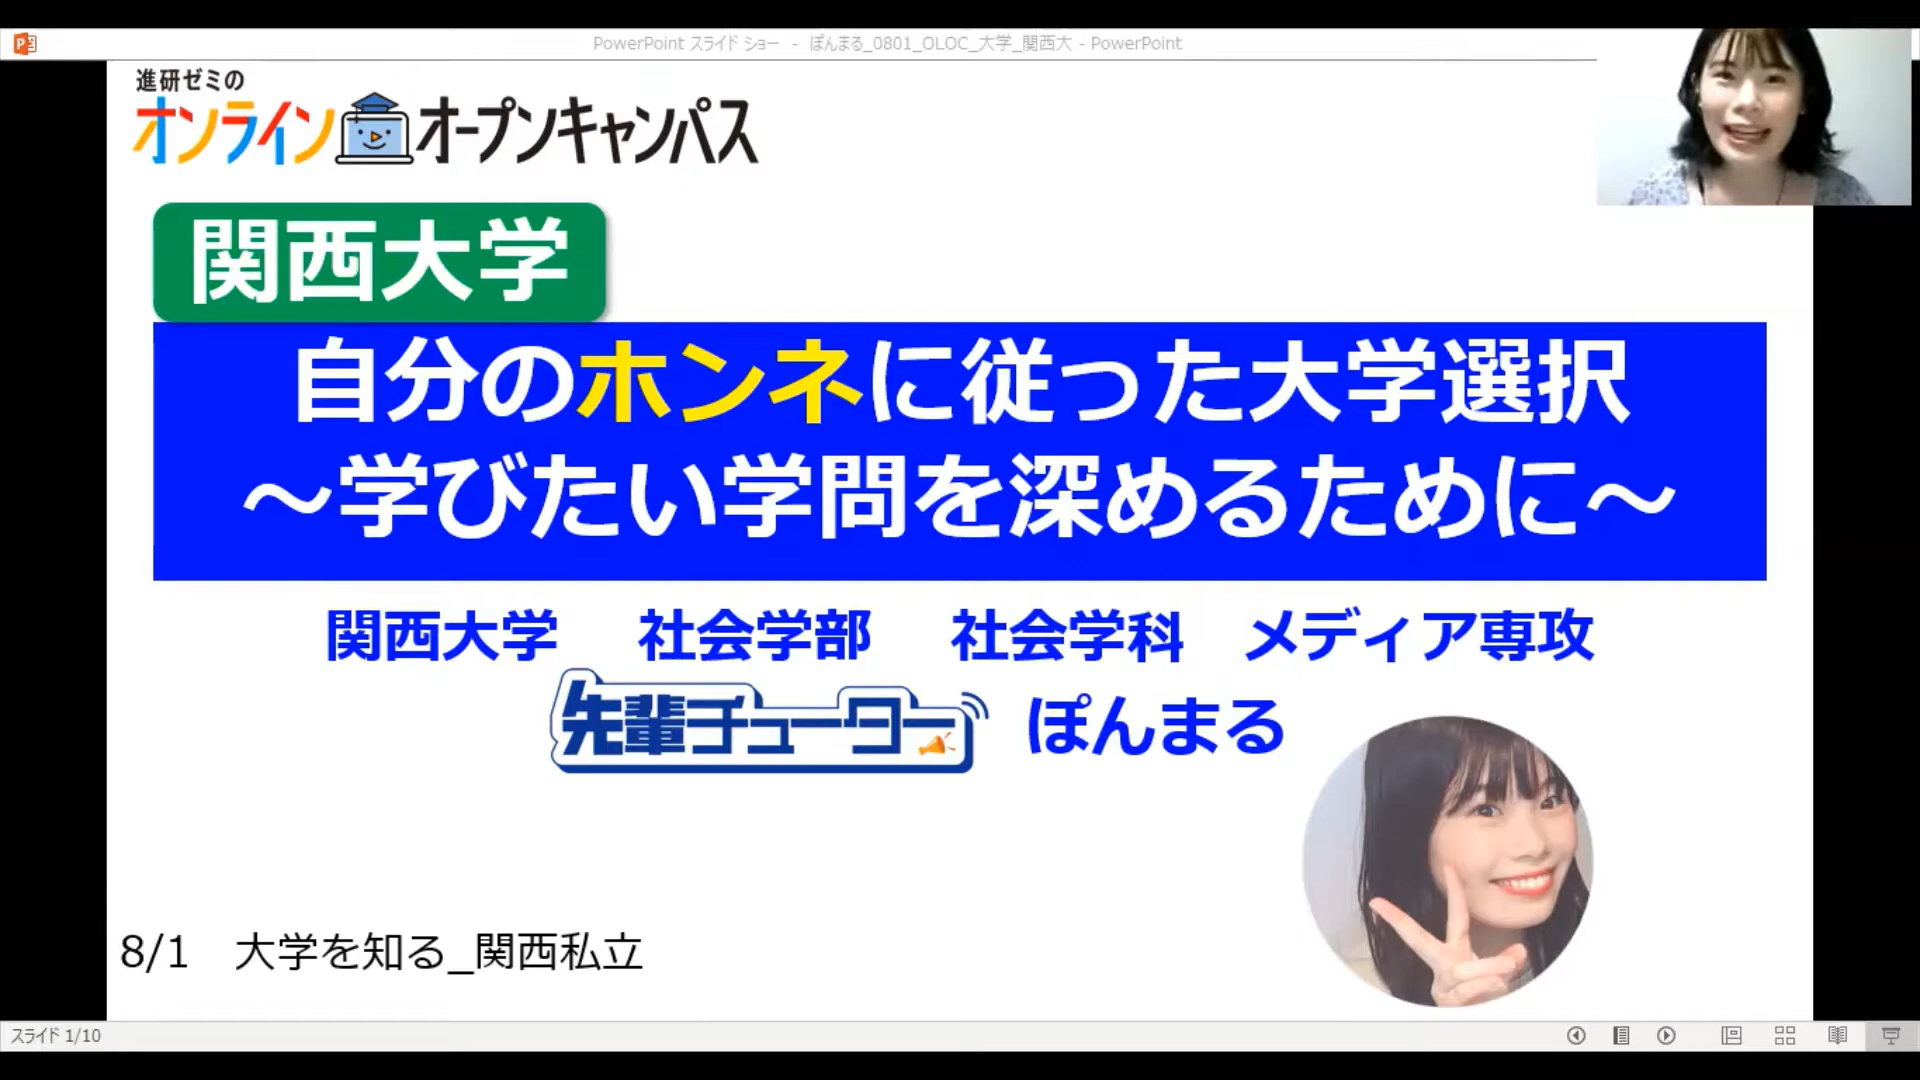 PowerPoint スライド ショー - ぽんまる_0801_OLOC_大学_関西大 - PowerPoint
進研ゼミの
オンラインオープンキャンパス
関西大学
自分のホンネに従った大学選択
～学びたい学問を深めるために～
関西大学 社会学部 社会学科 メディア専攻
先輩チューター ぽんまる
8/1 大学を知る_関西私立
スライド 1/10